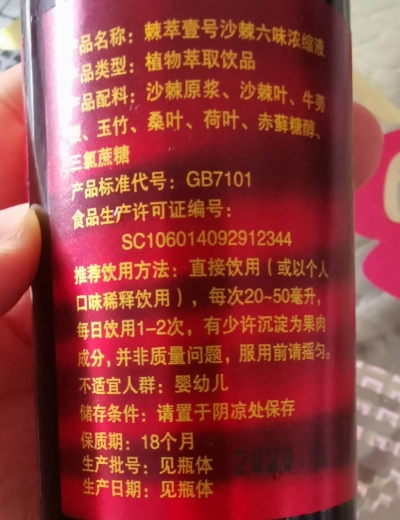 产品名称：棘萃壹号沙棘六味浓缩液
产品类型：植物萃取饮品
产品配料：沙棘原浆、沙棘叶、牛蒡
根、玉竹、桑叶、荷叶、赤藓糖醇、
三氯蔗糖
产品标准代号：GB7101
食品生产许可证编号：
SC106014092912344
推荐饮用方法：直接饮用（或以个人
口味稀释饮用），每次20~50毫升，
每日饮用1-2次，有少许沉淀为果肉
成分，并非质量问题，服用前请摇匀。
不适宜人群：婴幼儿
储存条件：请置于阴凉处保存
保质期：18个月
生产批号：见瓶体
2020
生产日期：见瓶体